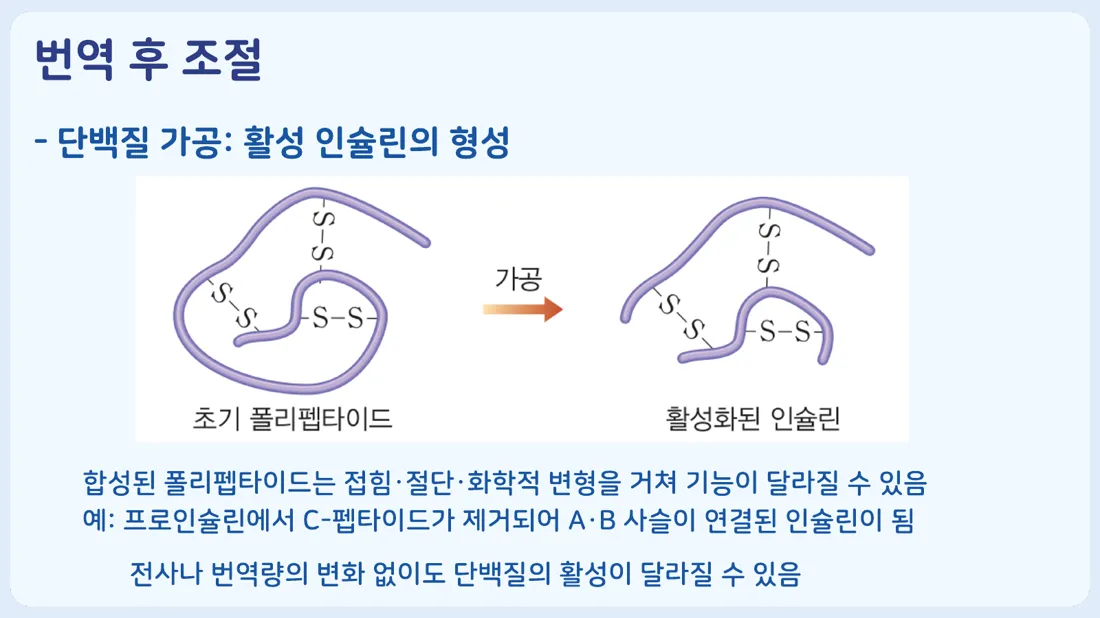 번역 후 조절
- 단백질 가공: 활성 인슐린의 형성
S
S
S
S
S-S
초기 폴리펩타이드
가공
S
S
S
S
S-S
활성화된 인슐린
합성된 폴리펩타이드는 접힘·절단·화학적 변형을 거쳐 기능이 달라질 수 있음
예: 프로인슐린에서 C-펩타이드가 제거되어 A·B 사슬이 연결된 인슐린이 됨
전사나 번역량의 변화 없이도 단백질의 활성이 달라질 수 있음